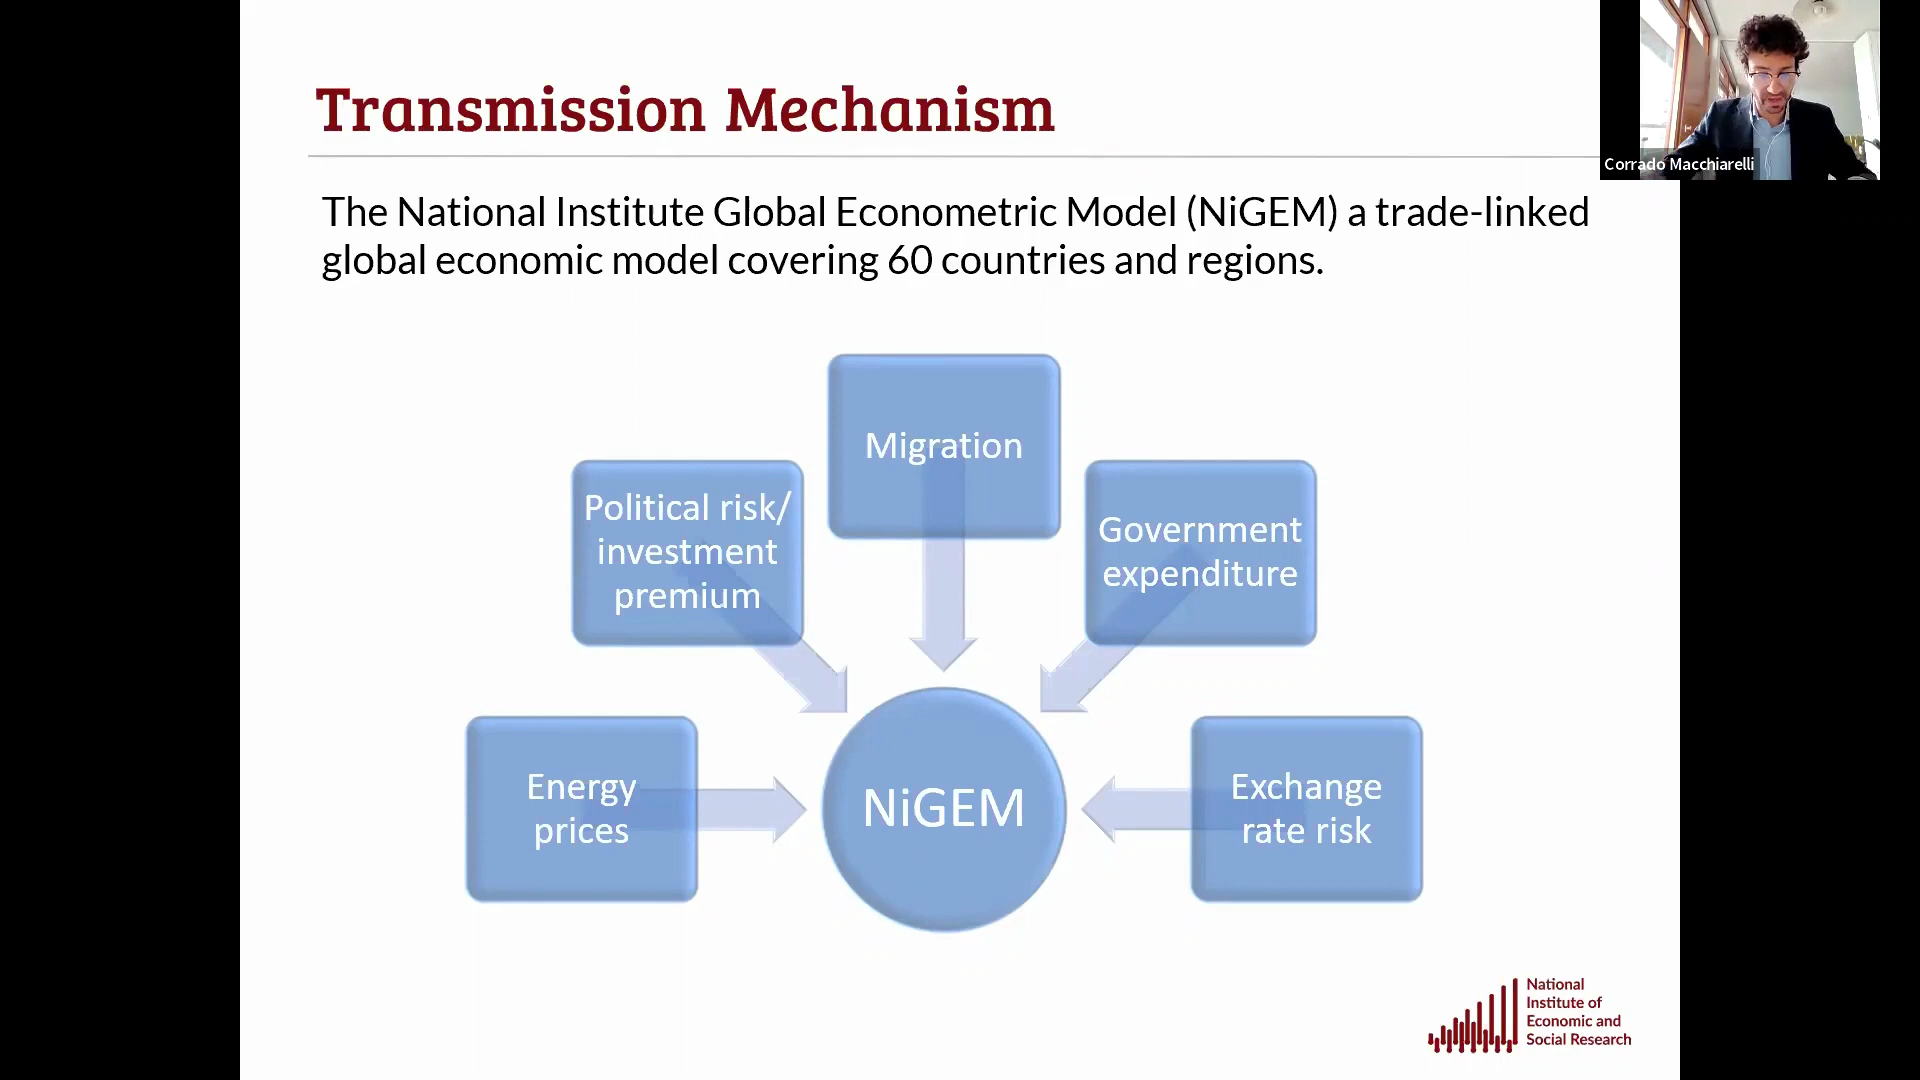 Transmission Mechanism
Corrado Macchiarelli
The National Institute Global Econometric Model (NiGEM) a trade-linked
global economic model covering 60 countries and regions.
Migration
Political risk/
investment
premium
Government
expenditure
Energy
prices
NiGEM
Exchange
rate risk
National
Institute of
Economic and
Social Research